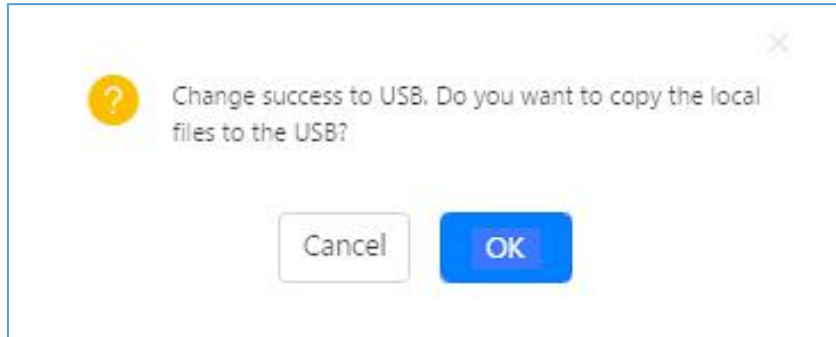 Change success to USB. Do you want to copy the local
files to the USB?
Cancel
OK